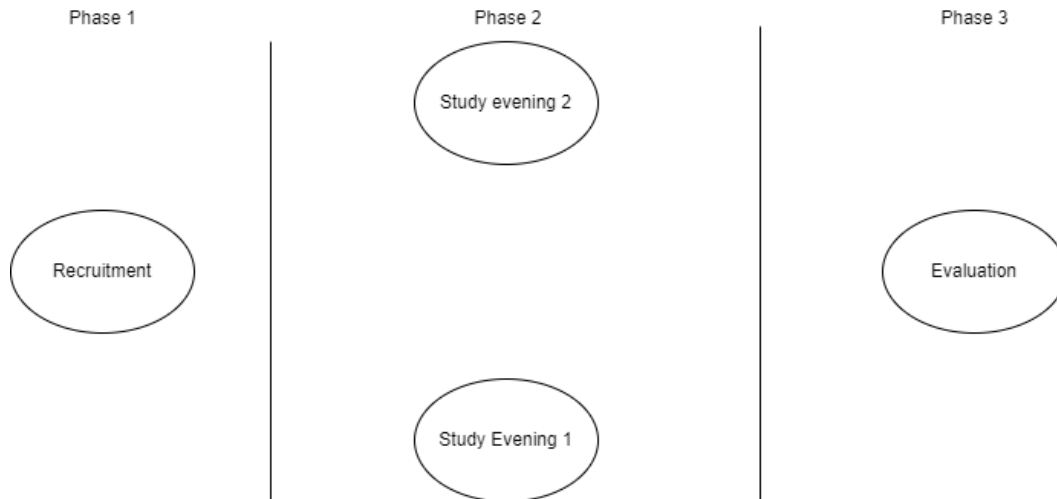 Phase 1
Phase 2
Phase 3
Study evening 2
Recruitment
Evaluation
Study Evening 1